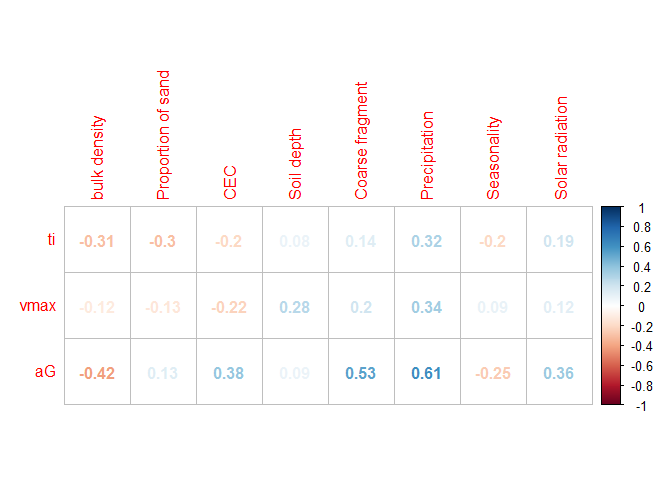 bulk density
Proportion of sand
CEC
Soil depth
Coarse fragment
Precipitation
Seasonality
Solar radiation
ti -0.31 -0.3 -0.2 0.08 0.14 0.32 -0.2 0.19
vmax -0.12 -0.13 -0.22 0.28 0.2 0.34 0.09 0.12
aG -0.42 0.13 0.38 0.09 0.53 0.61 -0.25 0.36
1
0.8
0.6
0.4
0.2
0
-0.2
-0.4
-0.6
-0.8
-1